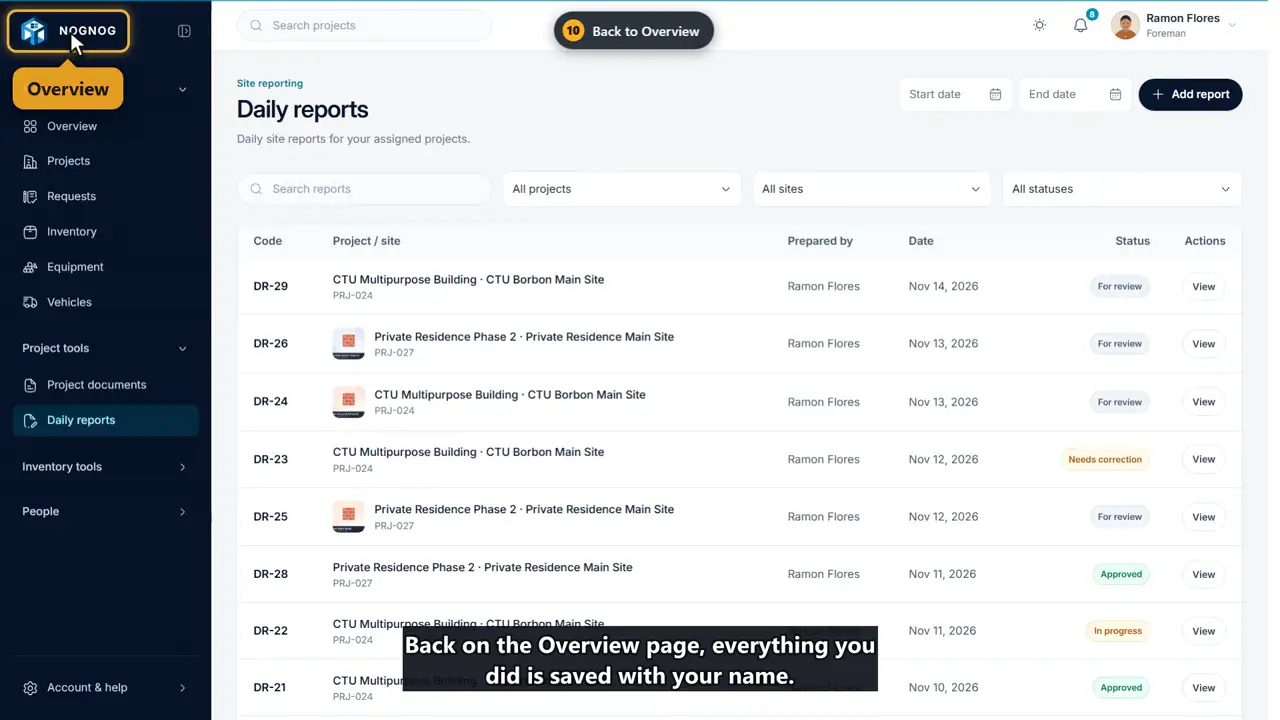 NOGNOG
Search projects
10 Back to Overview
8
Ramon Flores
Foreman
Overview
Overview
Projects
Requests
Inventory
Equipment
Vehicles
Project tools
Project documents
Daily reports
Inventory tools
People
Account & help
Site reporting
Daily reports
Daily site reports for your assigned projects.
Start date
End date
Add report
Search reports
All projects
All sites
All statuses
Code Project / site Prepared by Date Status Actions
DR-29 CTU Multipurpose Building · CTU Borbon Main Site Ramon Flores Nov 14, 2026 For review View
PRJ-024
DR-26 Private Residence Phase 2 · Private Residence Main Site Ramon Flores Nov 13, 2026 For review View
PRJ-027
DR-24 CTU Multipurpose Building · CTU Borbon Main Site Ramon Flores Nov 13, 2026 For review View
PRJ-024
DR-23 CTU Multipurpose Building · CTU Borbon Main Site Ramon Flores Nov 12, 2026 Needs correction View
PRJ-024
DR-25 Private Residence Phase 2 · Private Residence Main Site Ramon Flores Nov 12, 2026 For review View
PRJ-027
DR-28 Private Residence Phase 2 · Private Residence Main Site Ramon Flores Nov 11, 2026 Approved View
PRJ-027
DR-22 CTU Multipurpose Building · CTU Borbon Main Site Nov 11, 2026 In progress View
PRJ-024
DR-21 CTU Nov 10, 2026 Approved View
PRJ-024
Back on the Overview page, everything you
did is saved with your name.